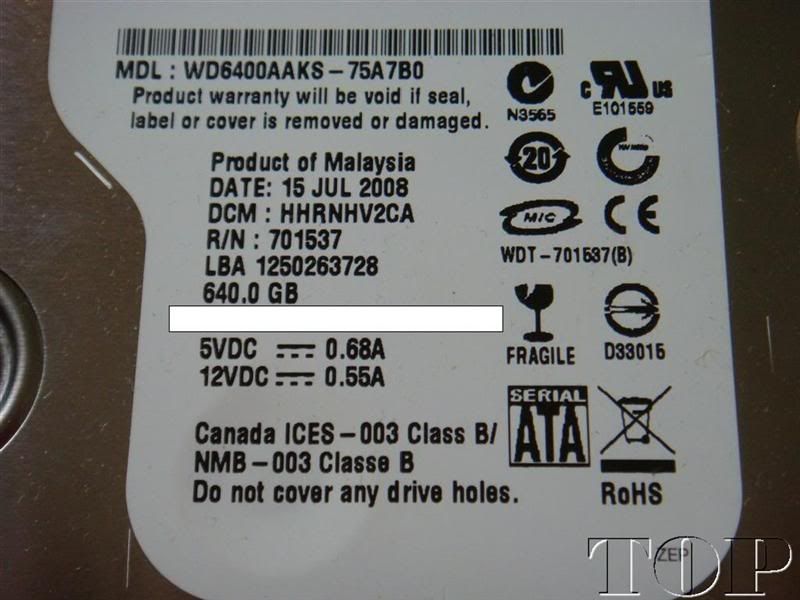 MDL : WD6400AAKS-75A7B0
Product warranty will be void if seal,
label or cover is removed or damaged.
Product of Malaysia
DATE: 15 JUL 2008
DCM : HHRNHV2CA
R/N : 701537
LBA 1250263728
640.0 GB
5VDC 0.68A
12VDC 0.55A
Canada ICES-003 Class B/
NMB-003 Classe B
Do not cover any drive holes.
N3565
C US
E101559
20
MIC
CE
WDT-701537(B)
FRAGILE
D33015
SERIAL
ATA
RoHS
ZEP
TOP